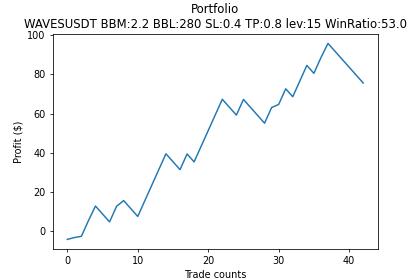 Portfolio
WAVESUSDT BBM:2.2 BBL:280 SL:0.4 TP:0.8 lev:15 WinRatio:53.0
100
80
60
40
20
0
Profit ($)
0 10 20 30 40
Trade counts